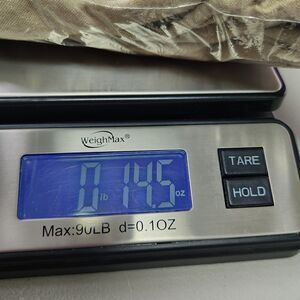 WeighMax®
0 lb 14.5 oz
TARE
HOLD
Max:90LB d=0.1OZ